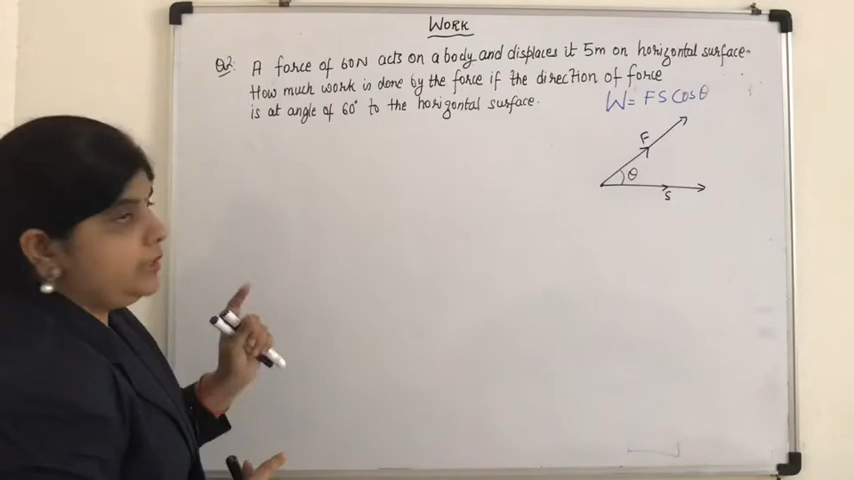 WORK
Q2. A force of 60N acts on a body and displaces it 5m on horizontal surface.
How much work is done by the force if the direction of force
is at angle of 60° to the horizontal surface.
W= FS Cosθ
F
θ
S